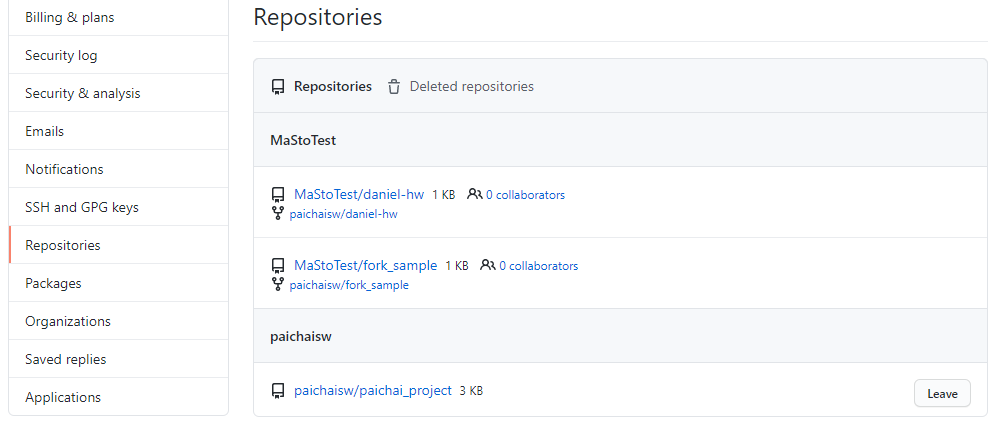 Billing & plans
Security log
Security & analysis
Emails
Notifications
SSH and GPG keys
Repositories
Packages
Organizations
Saved replies
Applications
Repositories
Repositories Deleted repositories
MaStoTest
MaStoTest/daniel-hw 1 KB 0 collaborators
paichaisw/daniel-hw
MaStoTest/fork_sample 1 KB 0 collaborators
paichaisw/fork_sample
paichaisw
paichaisw/paichai_project 3 KB Leave